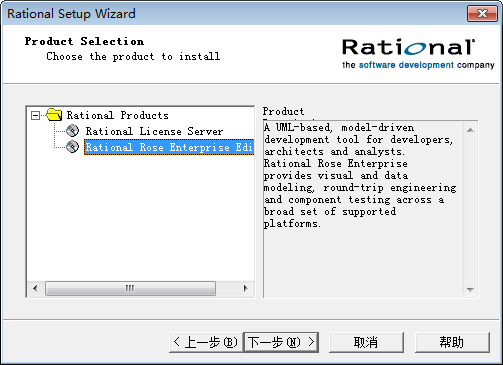 Rational Setup Wizard
Product Selection
Choose the product to install
Rational
the software development company
Rational Products
Rational License Server
Rational Rose Enterprise Edi
Product
A UML-based, model-driven
development tool for developers,
architects and analysts.
Rational Rose Enterprise
provides visual and data
modeling, round-trip engineering
and component testing across a
broad set of supported
platforms.
< 上一步(B)
下一步(N) >
取消
帮助